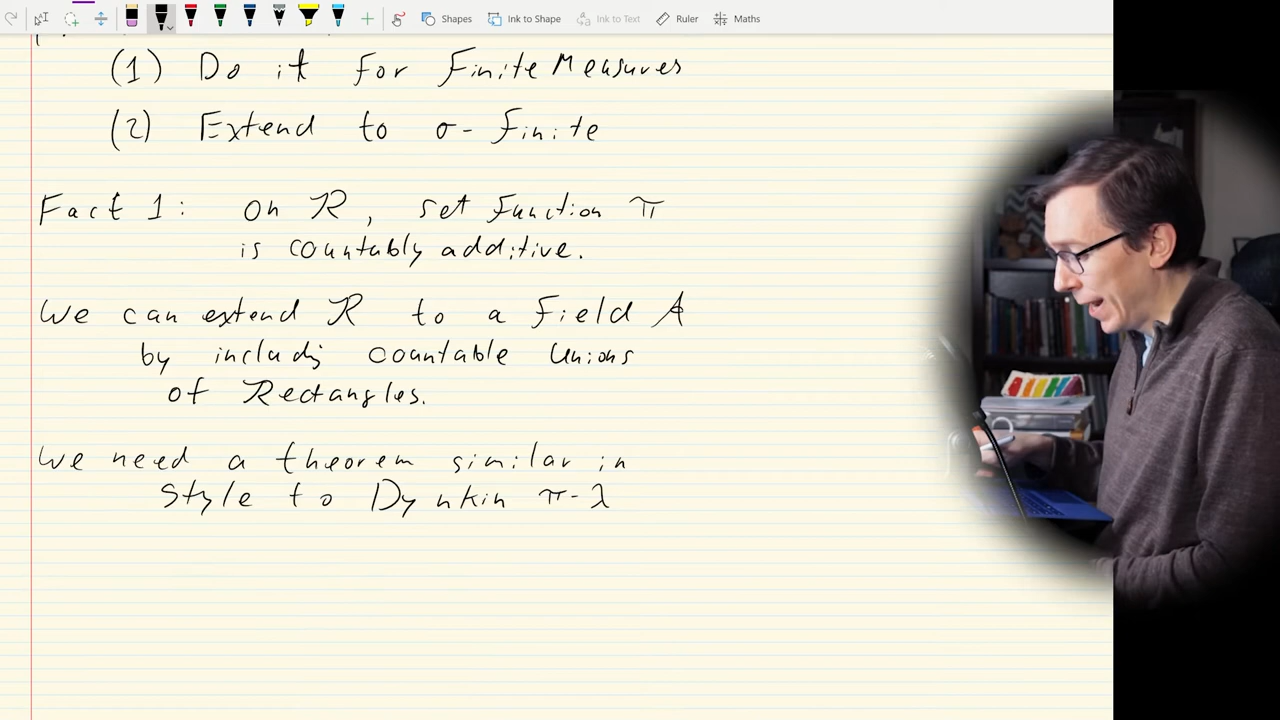 Shapes Ink to Shape Ink to Text Ruler Maths
(1) Do it for Finite Measures
(2) Extend to σ-Finite
Fact 1: on R, set Function π
is countably additive.
We can extend R to a Field A
by includig countable Unions
of Rectangles.
We need a theorem similar in
Style to Dynkin π-λ